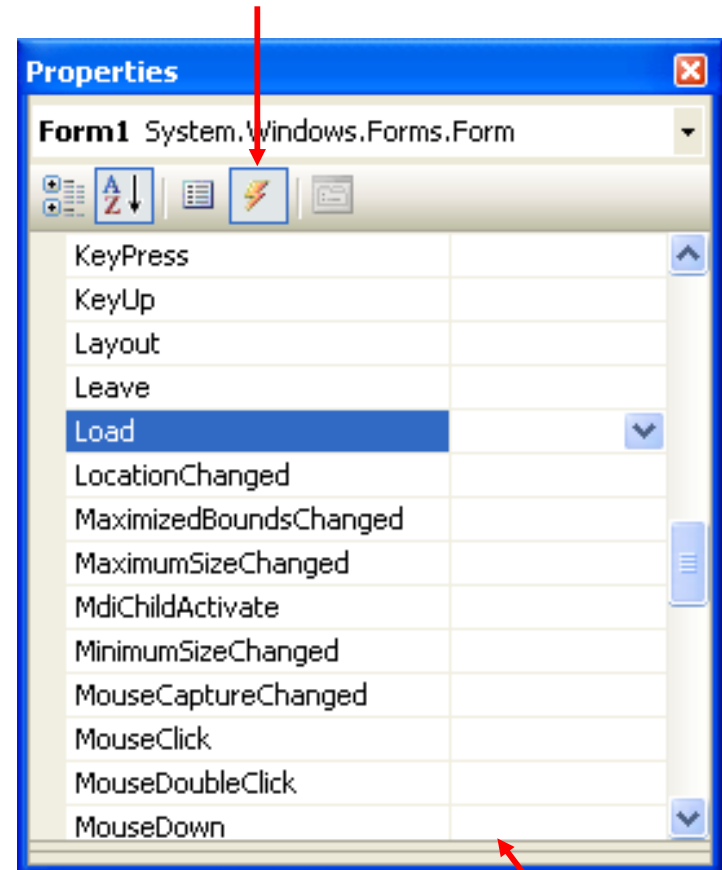 Properties
Form1 System.Windows.Forms.Form
A
Z
KeyPress
KeyUp
Layout
Leave
Load
LocationChanged
MaximizedBoundsChanged
MaximumSizeChanged
MdiChildActivate
MinimumSizeChanged
MouseCaptureChanged
MouseClick
MouseDoubleClick
MouseDown